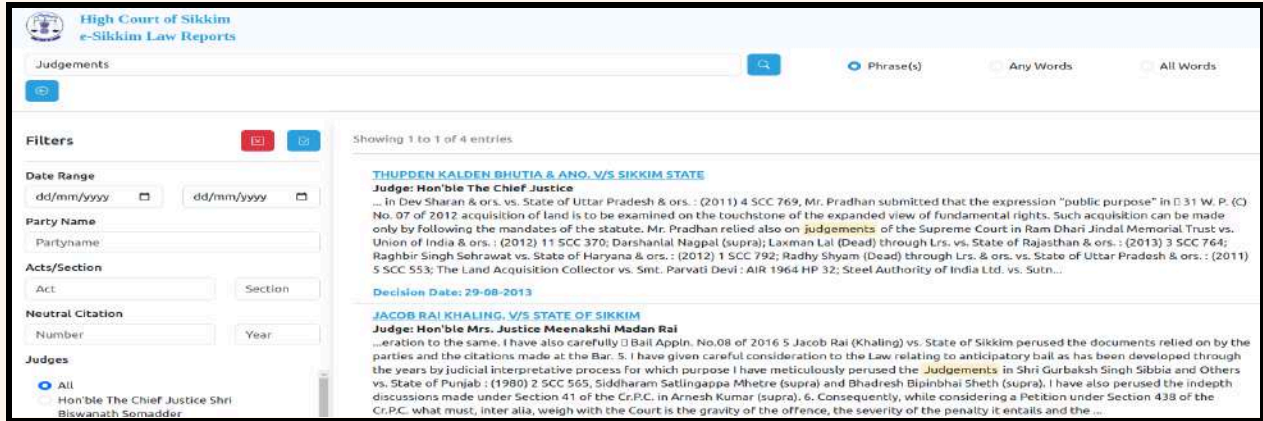 High Court of Sikkim
e-Sikkim Law Reports
Judgements
Phrase(s) Any Words All Words
Filters
Date Range
dd/mm/yyyy dd/mm/yyyy
Party Name
Partyname
Acts/Section
Act Section
Neutral Citation
Number Year
Judges
All
Hon'ble The Chief Justice Shri
Biswanath Somadder
Showing 1 to 1 of 4 entries
THUPDEN KALDEN BHUTIA & ANO. V/S SIKKIM STATE
Judge: Hon'ble The Chief Justice
... in Dev Sharan & ors. vs. State of Uttar Pradesh & ors. : (2011) 4 SCC 769, Mr. Pradhan submitted that the expression "public purpose" in 31 W. P. (C)
No. 07 of 2012 acquisition of land is to be examined on the touchstone of the expanded view of fundamental rights. Such acquisition can be made
only by following the mandates of the statute. Mr. Pradhan relied also on judgements of the Supreme Court in Ram Dhari Jindal Memorial Trust vs.
Union of India & ors. : (2012) 11 SCC 370; Darshanlal Nagpal (supra); Laxman Lal (Dead) through Lrs. vs. State of Rajasthan & ors. : (2013) 3 SCC 764;
Raghbir Singh Sehrawat vs. State of Haryana & ors. : (2012) 1 SCC 792; Radhy Shyam (Dead) through Lrs. & ors. vs. State of Uttar Pradesh & ors. : (2011)
5 SCC 553; The Land Acquisition Collector vs. Smt. Parvati Devi : AIR 1964 HP 32; Steel Authority of India Ltd. vs. Sutn...
Decision Date: 29-08-2013
JACOB RAI KHALING. V/S STATE OF SIKKIM
Judge: Hon'ble Mrs. Justice Meenakshi Madan Rai
...eration to the same. I have also carefully Bail Appln. No.08 of 2016 5 Jacob Rai (Khaling) vs. State of Sikkim perused the documents relied on by the
parties and the citations made at the Bar. 5. I have given careful consideration to the Law relating to anticipatory bail as has been developed through
the years by judicial interpretative process for which purpose I have meticulously perused the Judgements in Shri Gurbaksh Singh Sibbia and Others
vs. State of Punjab : (1980) 2 SCC 565, Siddharam Satlingappa Mhetre (supra) and Bhadresh Bipinbhai Sheth (supra). I have also perused the indepth
discussions made under Section 41 of the Cr.P.C. in Arnesh Kumar (supra). 6. Consequently, while considering a Petition under Section 438 of the
Cr.P.C. what must, inter alia, weigh with the Court is the gravity of the offence, the severity of the penalty it entails and the ...